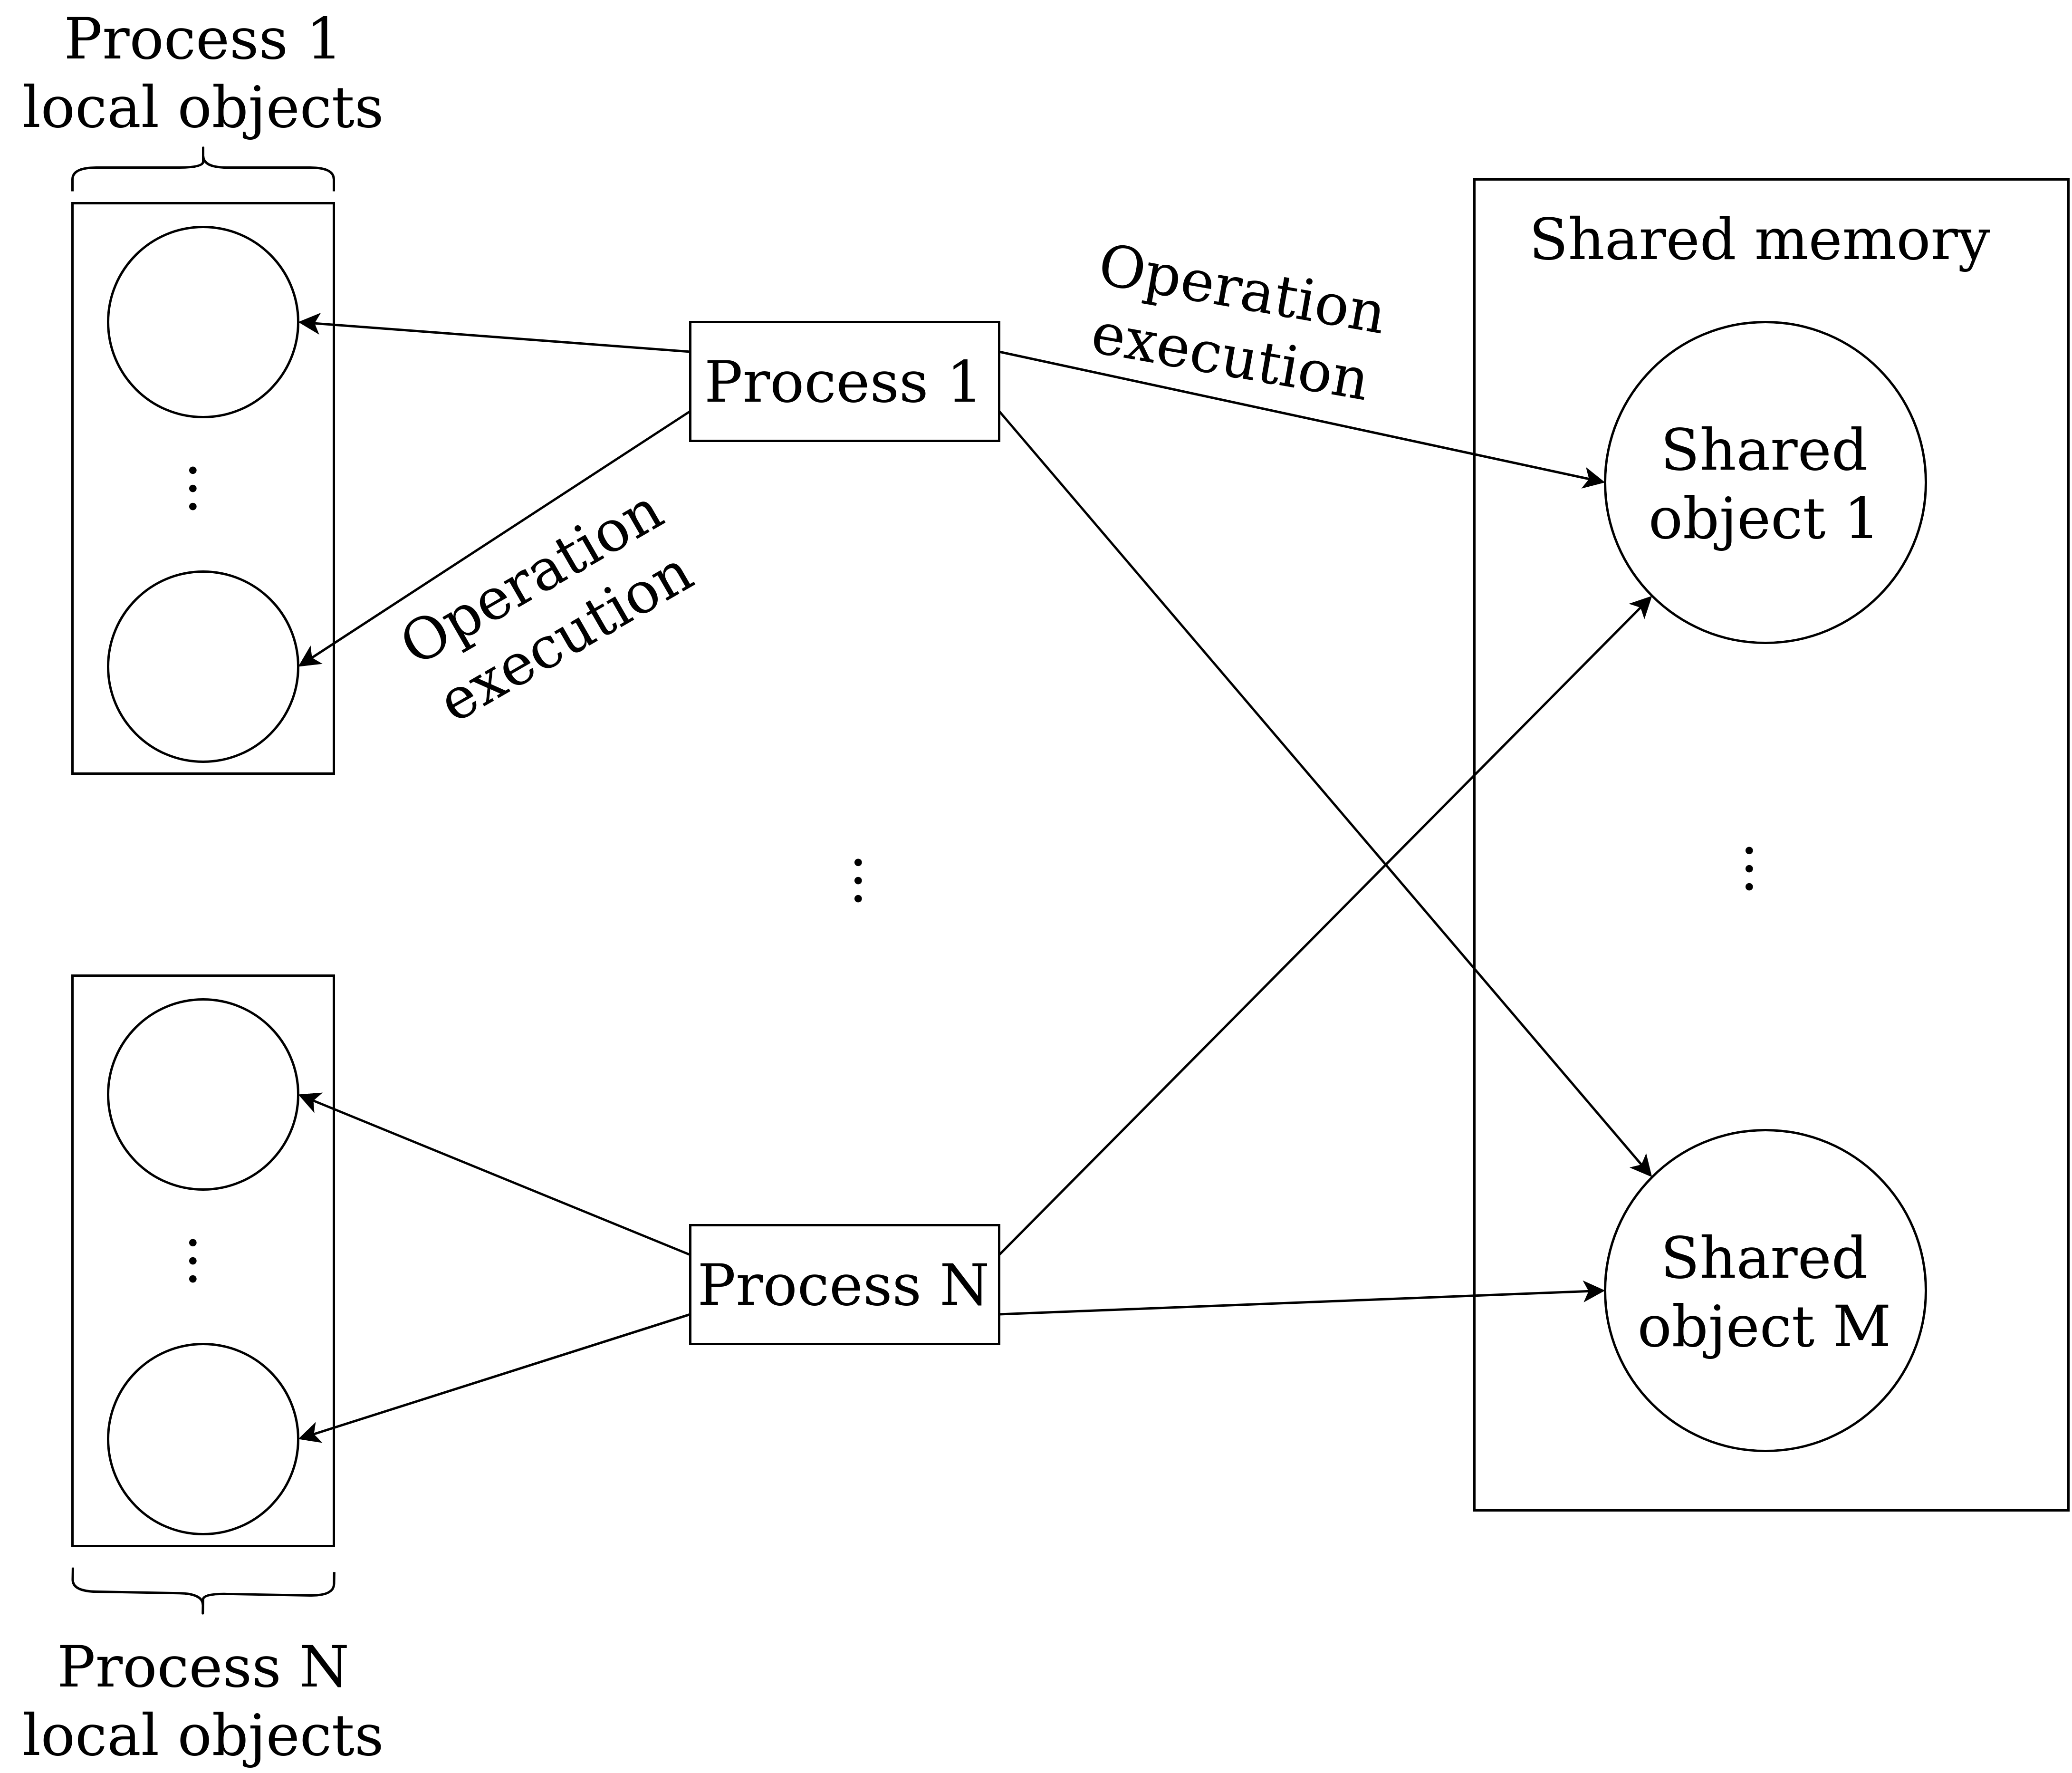 Process 1
local objects
Shared memory
Operation
execution
Process 1
Shared
object 1
Operation
execution
Process N
Shared
object M
Process N
local objects